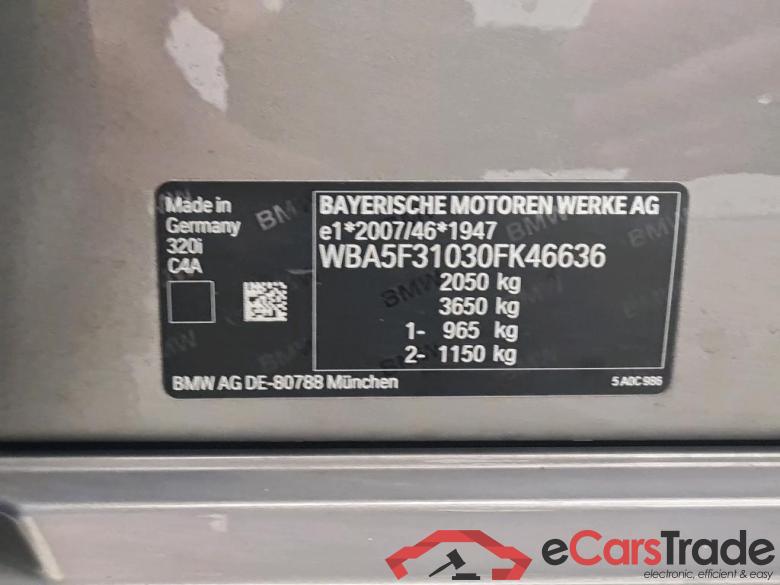 Made in
Germany
320i
C4A
BAYERISCHE MOTOREN WERKE AG
e1*2007/46*1947
WBA5F31030FK46636
2050 kg
3650 kg
1- 965 kg
2- 1150 kg
BMW AG DE-80788 München
5 A0C 986
eCarsTrade
electronic, efficient & easy